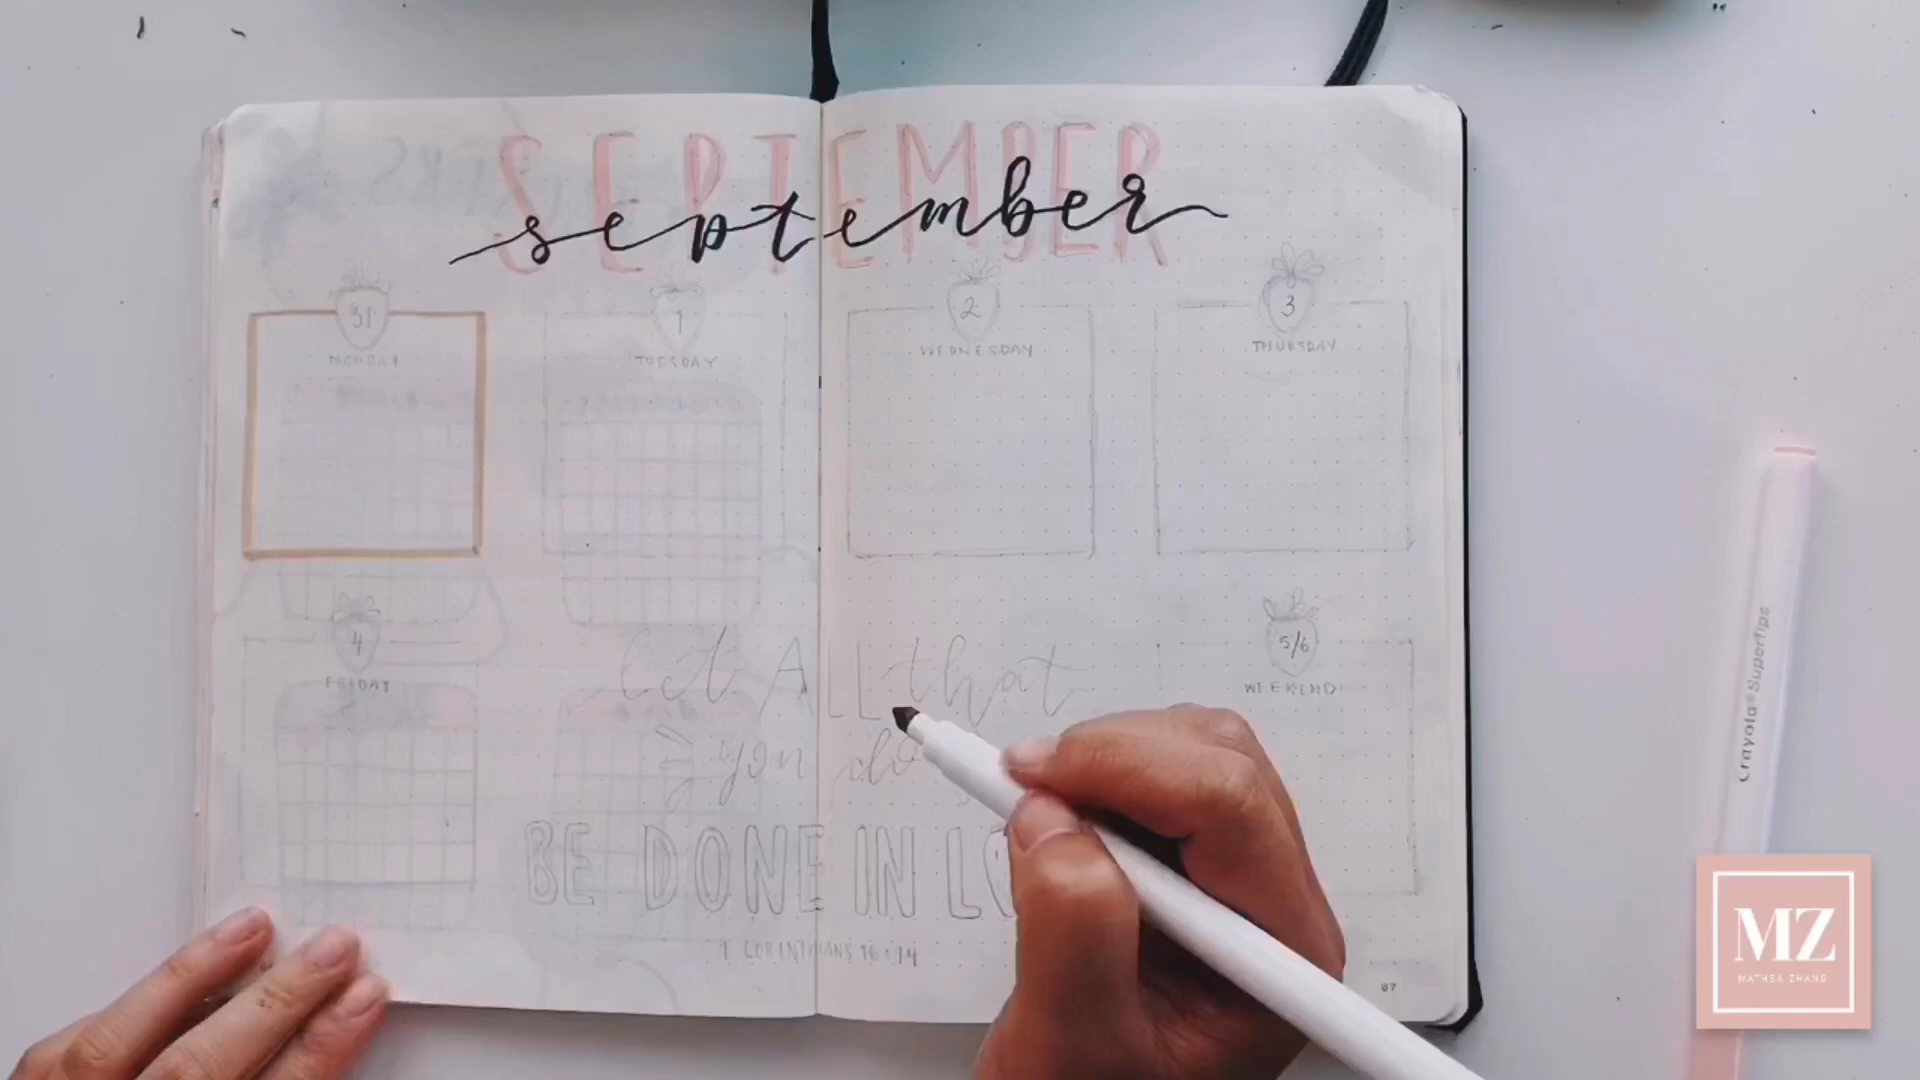 SEPTEMBER
september
31
MONDAY
1
TUESDAY
2
WEDNESDAY
3
THURSDAY
4
FRIDAY
5/6
WEEKEND
let ALL that
you do
BE DONE IN LO
1 CORINTHIANS 16:14
67
Crayola® SuperTips
MZ
MATHEA ZHANG